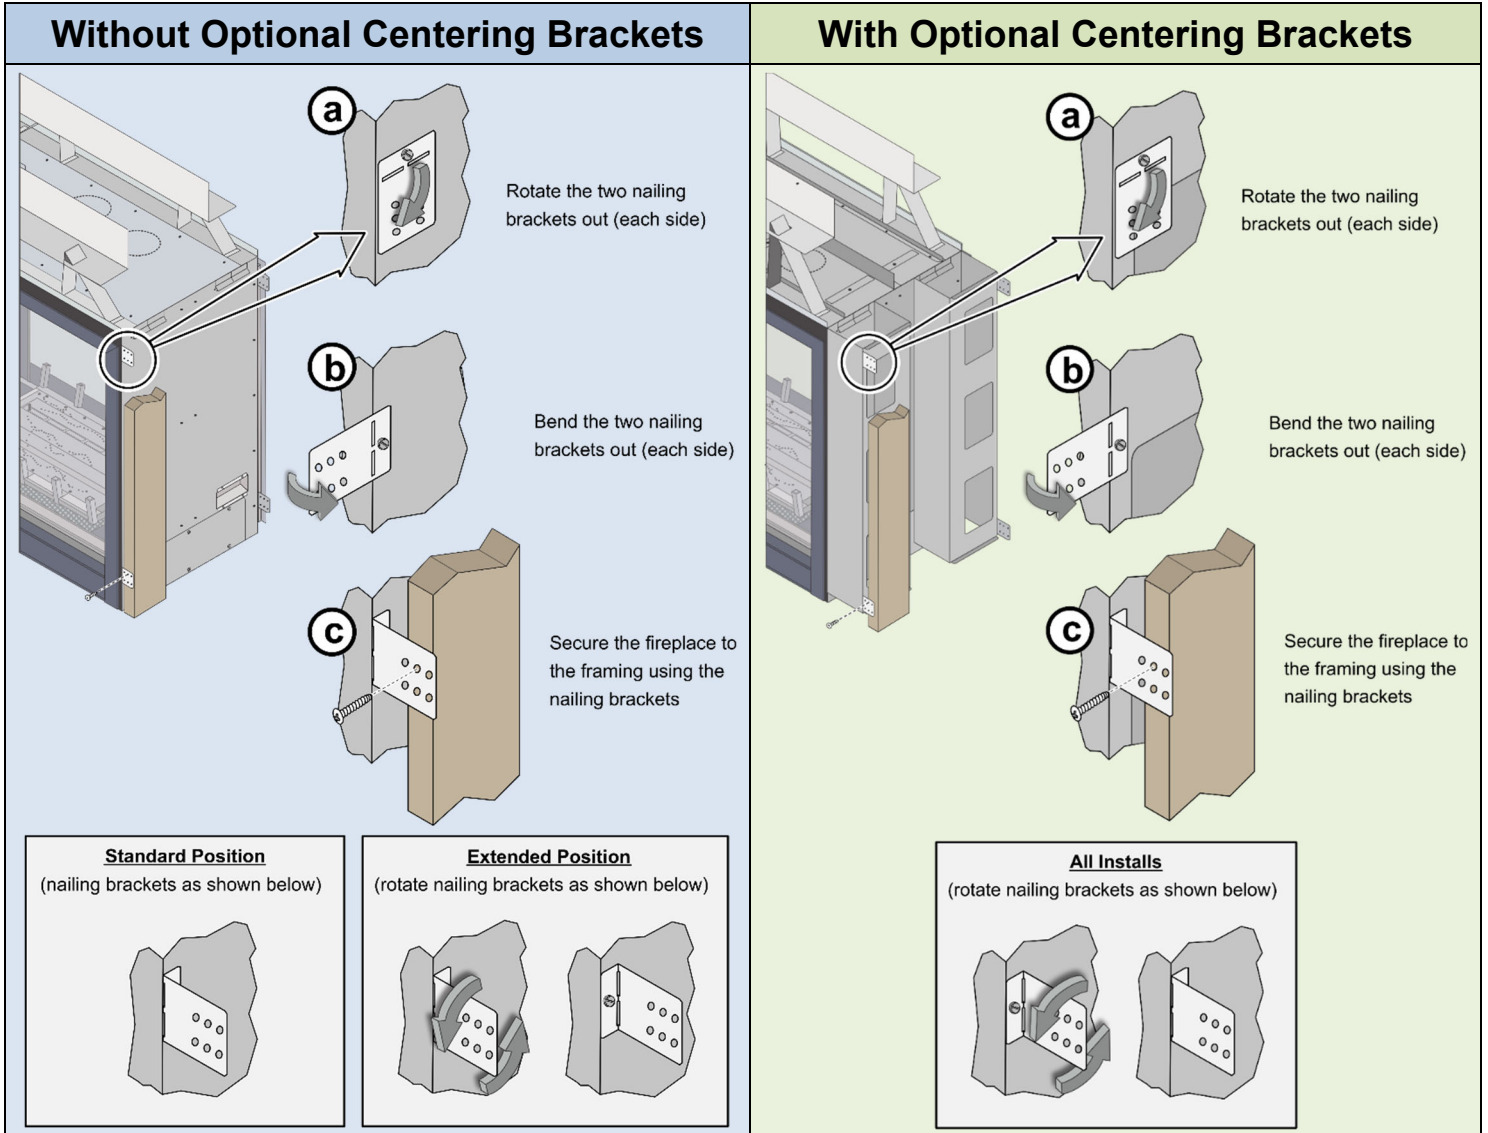 Without Optional Centering Brackets
a
Rotate the two nailing
brackets out (each side)
b
Bend the two nailing
brackets out (each side)
c
Secure the fireplace to
the framing using the
nailing brackets
Standard Position
(nailing brackets as shown below)
Extended Position
(rotate nailing brackets as shown below)
With Optional Centering Brackets
a
Rotate the two nailing
brackets out (each side)
b
Bend the two nailing
brackets out (each side)
c
Secure the fireplace to
the framing using the
nailing brackets
All Installs
(rotate nailing brackets as shown below)